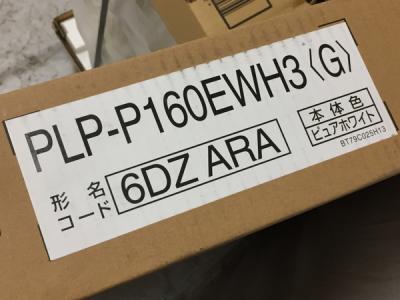 PLP-P160EWH3〈G〉
形名
コード
6DZ ARA
本体色
ピュアホワイト
BT79C025H13